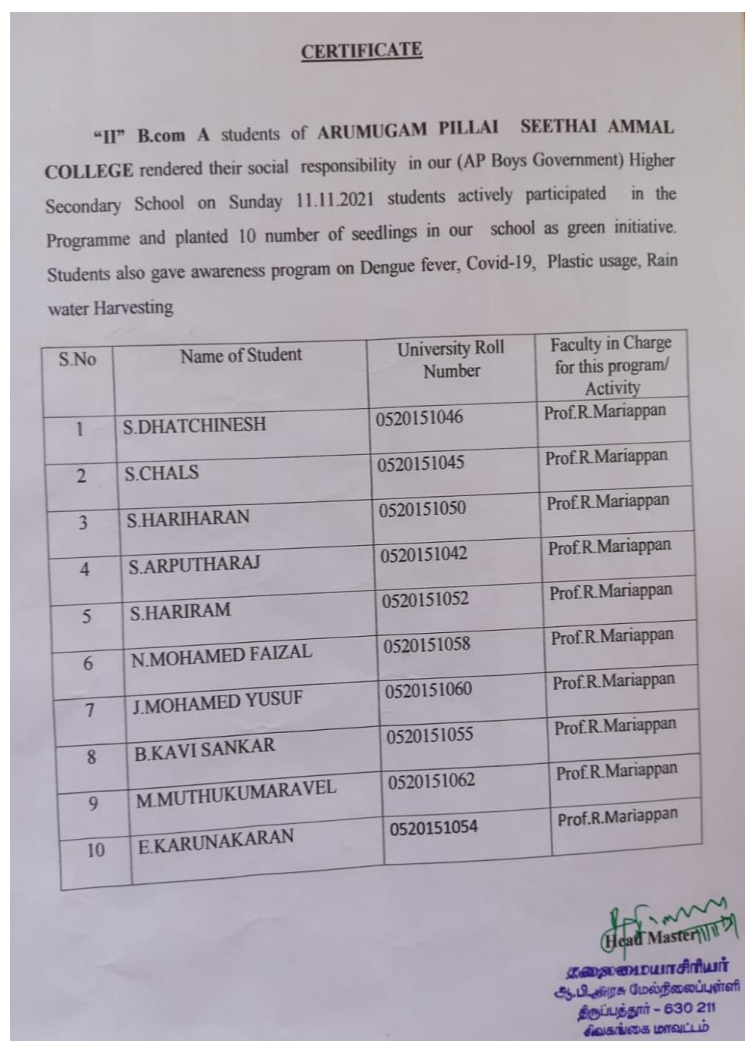 CERTIFICATE
“II” B.com A students of ARUMUGAM PILLAI SEETHAI AMMAL
COLLEGE rendered their social responsibility in our (AP Boys Government) Higher
Secondary School on Sunday 11.11.2021 students actively participated in the
Programme and planted 10 number of seedlings in our school as green initiative.
Students also gave awareness program on Dengue fever, Covid-19, Plastic usage, Rain
water Harvesting
S.No Name of Student University Roll Number Faculty in Charge for this program/ Activity
1 S.DHATCHINESH 0520151046 Prof.R.Mariappan
2 S.CHALS 0520151045 Prof.R.Mariappan
3 S.HARIHARAN 0520151050 Prof.R.Mariappan
4 S.ARPUTHARAJ 0520151042 Prof.R.Mariappan
5 S.HARIRAM 0520151052 Prof.R.Mariappan
6 N.MOHAMED FAIZAL 0520151058 Prof.R.Mariappan
7 J.MOHAMED YUSUF 0520151060 Prof.R.Mariappan
8 B.KAVI SANKAR 0520151055 Prof.R.Mariappan
9 M.MUTHUKUMARAVEL 0520151062 Prof.R.Mariappan
10 E.KARUNAKARAN 0520151054 Prof.R.Mariappan
Head Master
தலைமையாசிரியர்
ஆ.பி.அரசு மேல்நிலைப்பள்ளி
திருப்பத்தூர் - 630 211
சிவகங்கை மாவட்டம்